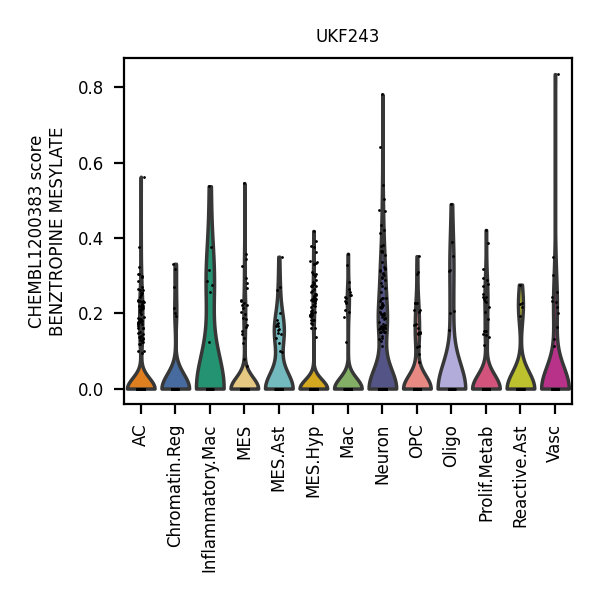 UKF243
CHEMBL1200383 score
BENZTROPINE MESYLATE
0.8
0.6
0.4
0.2
0.0
AC
Chromatin.Reg
Inflammatory.Mac
MES
MES.Ast
MES.Hyp
Mac
Neuron
OPC
Oligo
Prolif.Metab
Reactive.Ast
Vasc